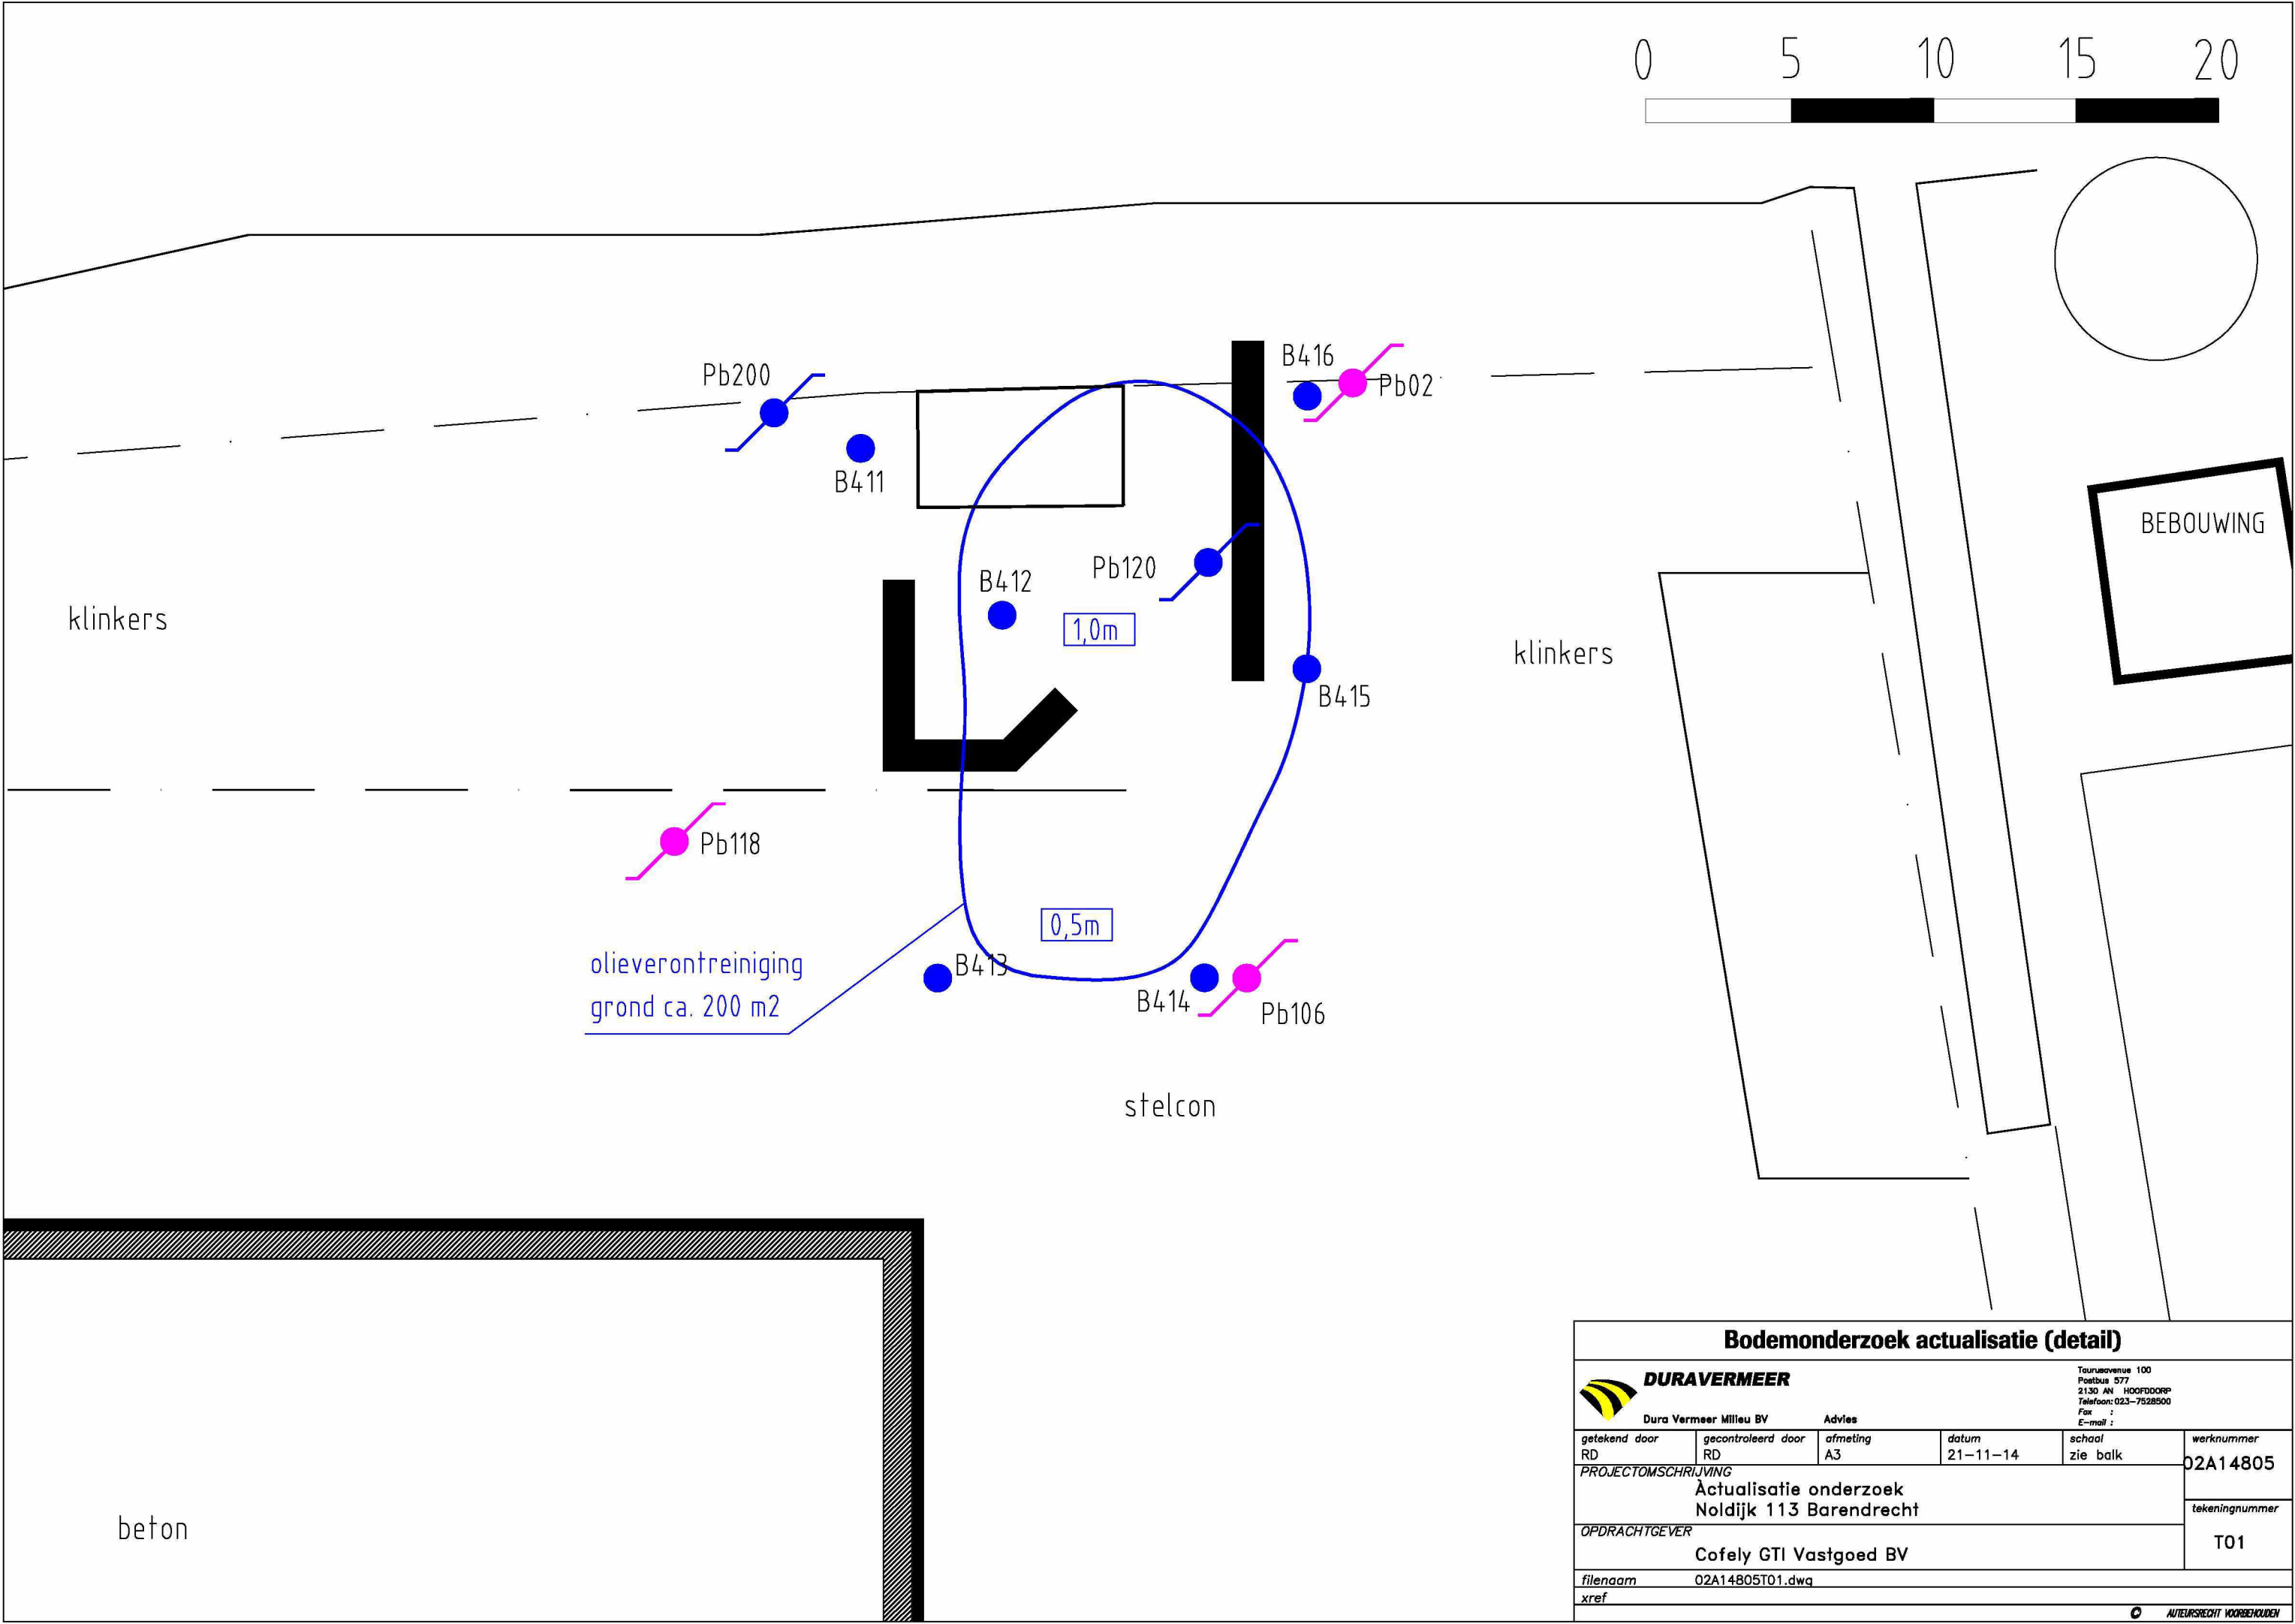 0 5 10 15 20
Pb200
B416
Pb02
B411
BEBOUWING
Pb120
B412
klinkers
1,0m
klinkers
B415
Pb118
0,5m
olieverontreiniging
grond ca. 200 m2
B413
B414
Pb106
stelcon
beton
Bodemonderzoek actualisatie (detail)
DURAVERMEER
Dura Vermeer Milieu BV Advies
Taurusavenue 100
Postbus 577
2130 AN HOOFDDORP
Telefoon: 023-7528500
Fax :
E-mail :
getekend door gecontroleerd door afmeting datum schaal werknummer
RD RD A3 21-11-14 zie balk 02A14805
PROJECTOMSCHRIJVING
Actualisatie onderzoek
Noldijk 113 Barendrecht
tekeningnummer
T01
OPDRACHTGEVER
Cofely GTI Vastgoed BV
filenaam 02A14805T01.dwg
xref
© AUTEURSRECHT VOORBEHOUDEN